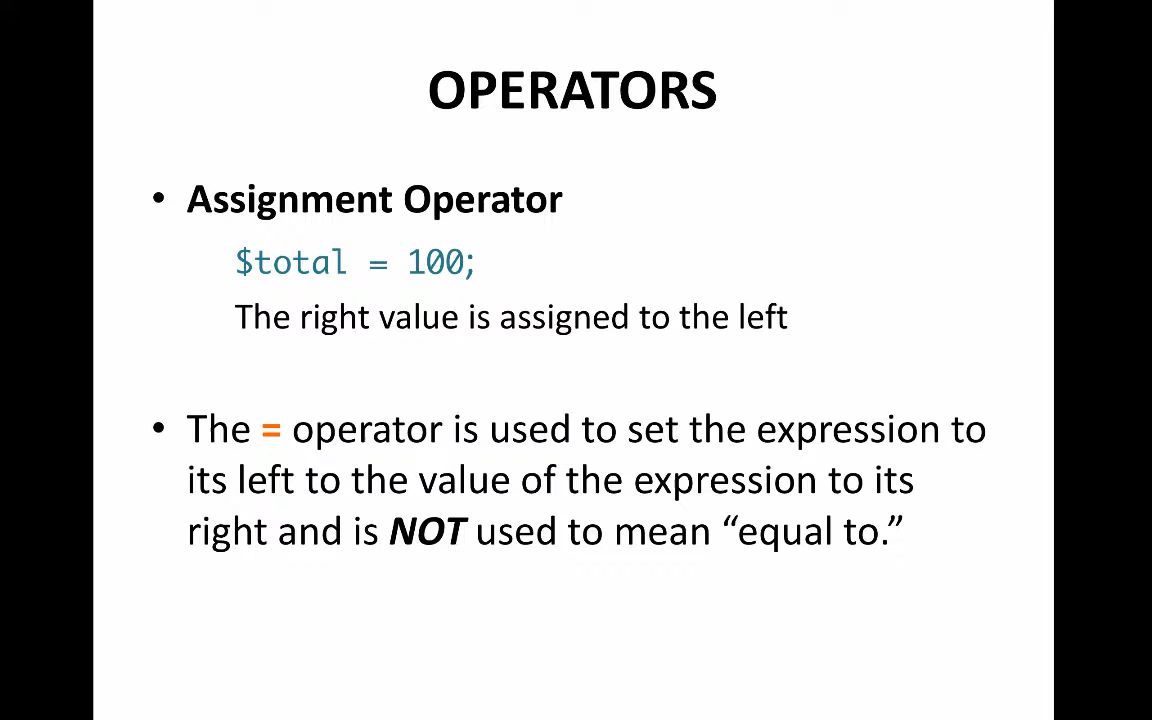 OPERATORS
• Assignment Operator
$total = 100;
The right value is assigned to the left
• The = operator is used to set the expression to
its left to the value of the expression to its
right and is NOT used to mean “equal to.”